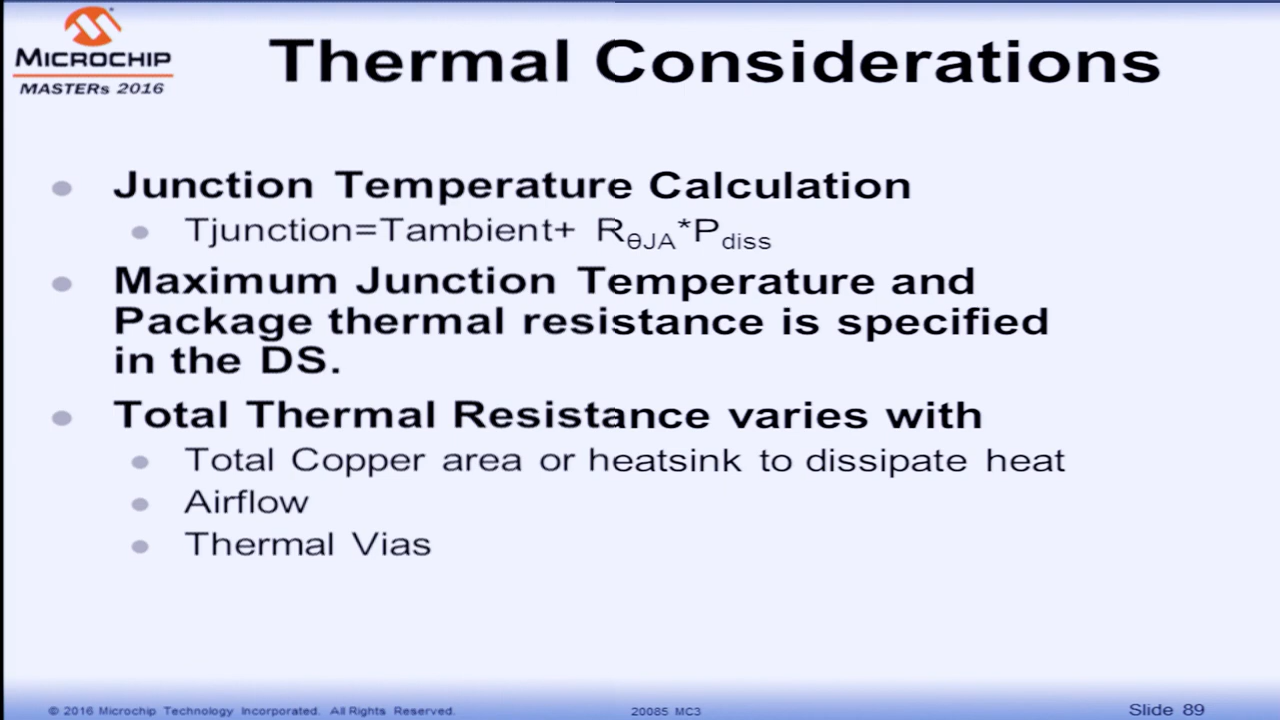 MICROCHIP
MASTERs 2016
Thermal Considerations
Junction Temperature Calculation
Tjunction=Tambient+ RθJA*Pdiss
Maximum Junction Temperature and
Package thermal resistance is specified
in the DS.
Total Thermal Resistance varies with
Total Copper area or heatsink to dissipate heat
Airflow
Thermal Vias
© 2016 Microchip Technology Incorporated. All Rights Reserved.
20085 MC3
Slide 89